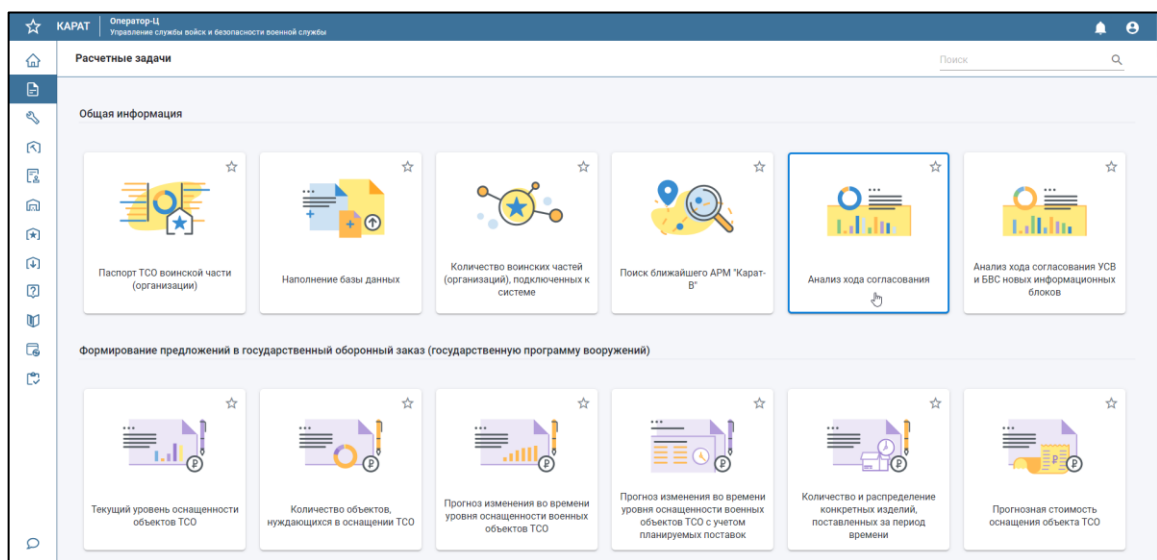 КАРАТ
Оператор-Ц
Управление службы войск и безопасности военной службы
Расчетные задачи
Поиск
Общая информация
Паспорт ТСО воинской части
(организации)
Наполнение базы данных
Количество воинских частей
(организаций), подключенных к
системе
Поиск ближайшего АРМ "Карат-
В"
Анализ хода согласования
Анализ хода согласования УСВ
и БВС новых информационных
блоков
Формирование предложений в государственный оборонный заказ (государственную программу вооружений)
Текущий уровень оснащенности
объектов ТСО
Количество объектов,
нуждающихся в оснащении ТСО
Прогноз изменения во времени
уровня оснащенности военных
объектов ТСО
Прогноз изменения во времени
уровня оснащенности военных
объектов ТСО с учетом
планируемых поставок
Количество и распределение
конкретных изделий,
поставленных за период
времени
Прогнозная стоимость
оснащения объекта ТСО